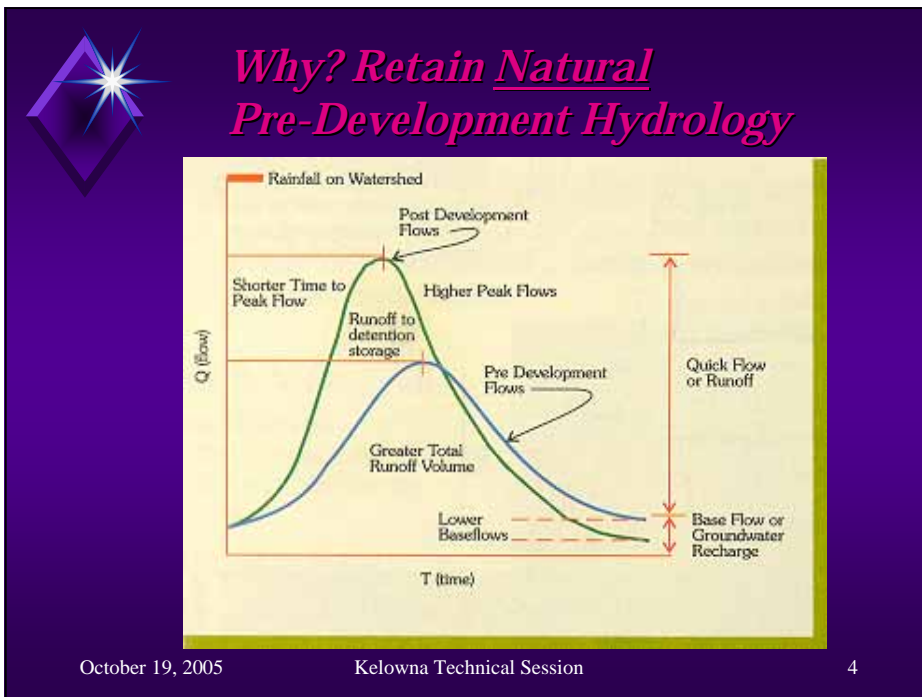 Why? Retain Natural
Pre-Development Hydrology
Rainfall on Watershed
Post Development
Flows
Shorter Time to
Peak Flow
Higher Peak Flows
Runoff to
detention
storage
Q (flow)
Pre Development
Flows
Quick Flow
or Runoff
Greater Total
Runoff Volume
Lower
Baseflows
Base Flow or
Groundwater
Recharge
T (time)
October 19, 2005
Kelowna Technical Session
4